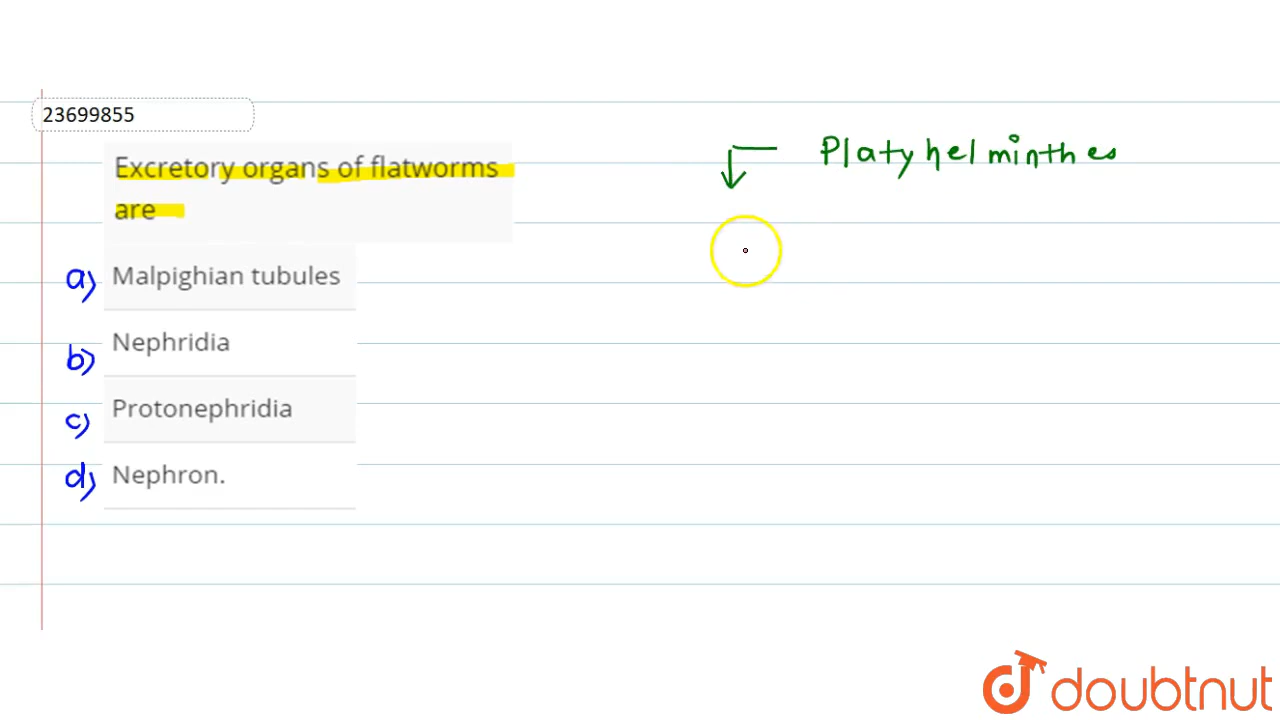 23699855
Excretory organs of flatworms
are
a) Malpighian tubules
b) Nephridia
c) Protonephridia
d) Nephron.
Platyhelminthes
doubtnut